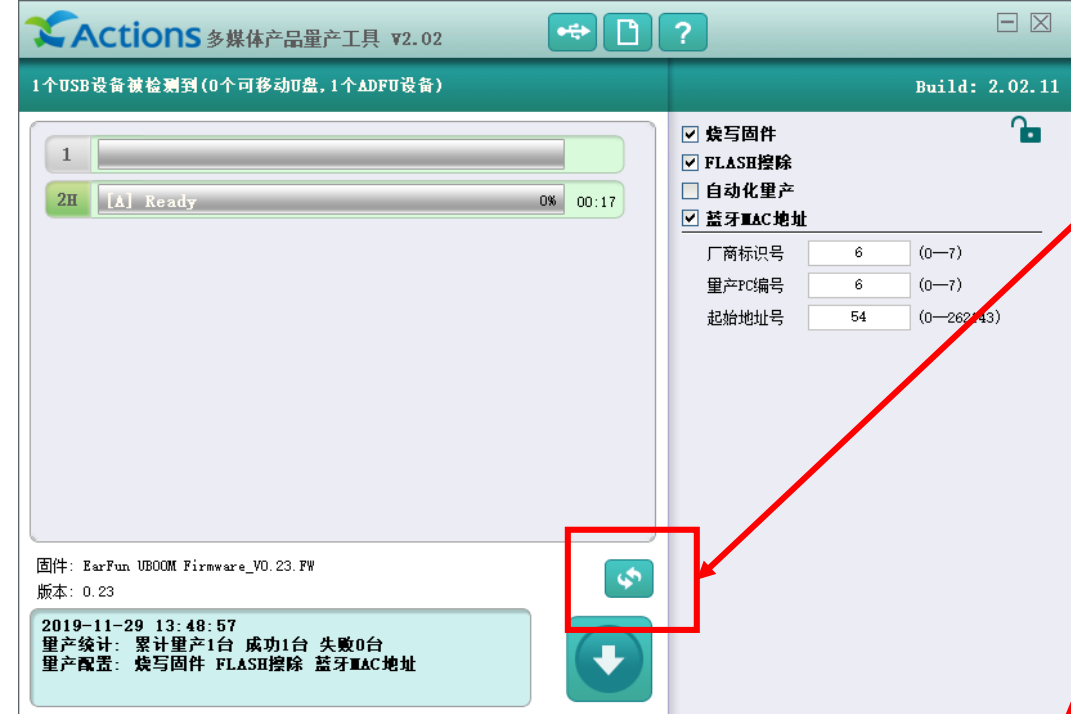 Actions 多媒体产品量产工具 V2.02
?
1个USB设备被检测到(0个可移动U盘,1个ADFU设备)
Build: 2.02.11
1
2H [A] Ready 0% 00:17
烧写固件
FLASH擦除
自动化量产
蓝牙MAC地址
厂商标识号 6 (0—7)
量产PC编号 6 (0—7)
起始地址号 54 (0—262143)
固件: EarFun UBOOM Firmware_V0.23.FW
版本: 0.23
2019-11-29 13:48:57
量产统计: 累计量产1台 成功1台 失败0台
量产配置: 烧写固件 FLASH擦除 蓝牙MAC地址